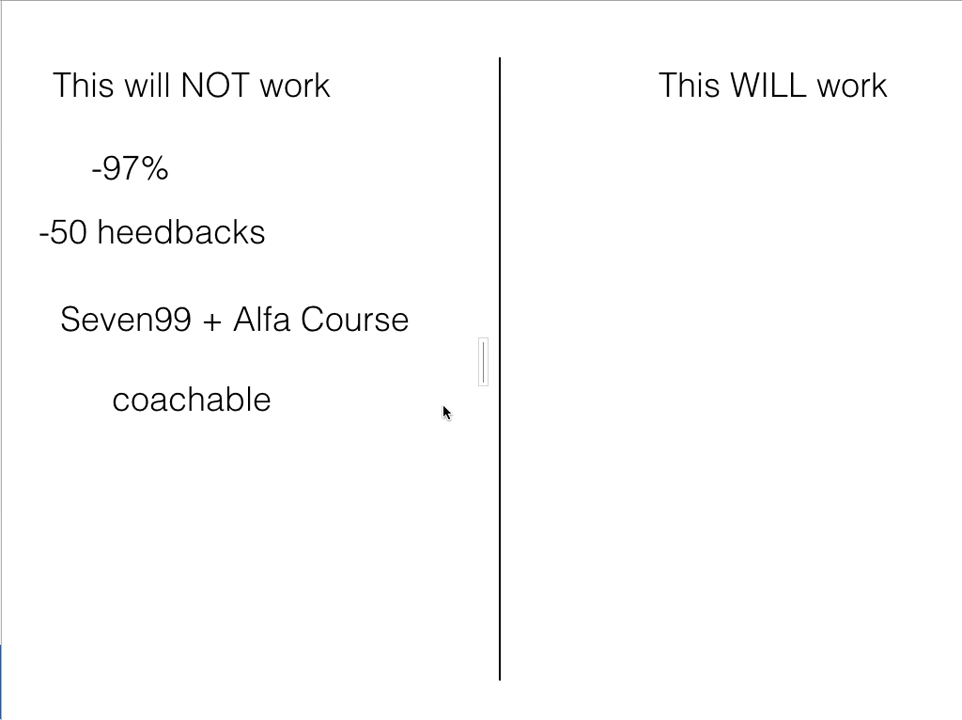 This will NOT work
-97%
-50 heedbacks
Seven99 + Alfa Course
coachable
This WILL work